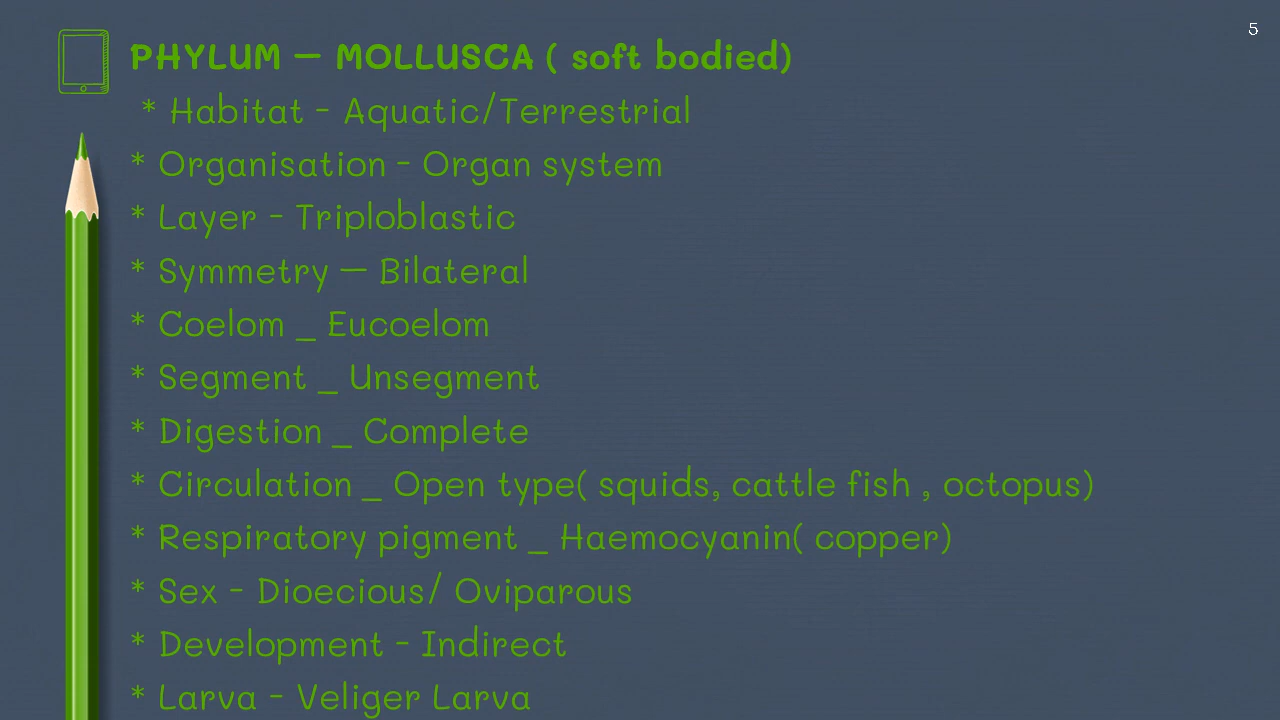 5
PHYLUM – MOLLUSCA ( soft bodied)
* Habitat - Aquatic/Terrestrial
* Organisation - Organ system
* Layer - Triploblastic
* Symmetry – Bilateral
* Coelom _ Eucoelom
* Segment _ Unsegment
* Digestion _ Complete
* Circulation _ Open type( squids, cattle fish , octopus)
* Respiratory pigment _ Haemocyanin( copper)
* Sex - Dioecious/ Oviparous
* Development - Indirect
* Larva - Veliger Larva